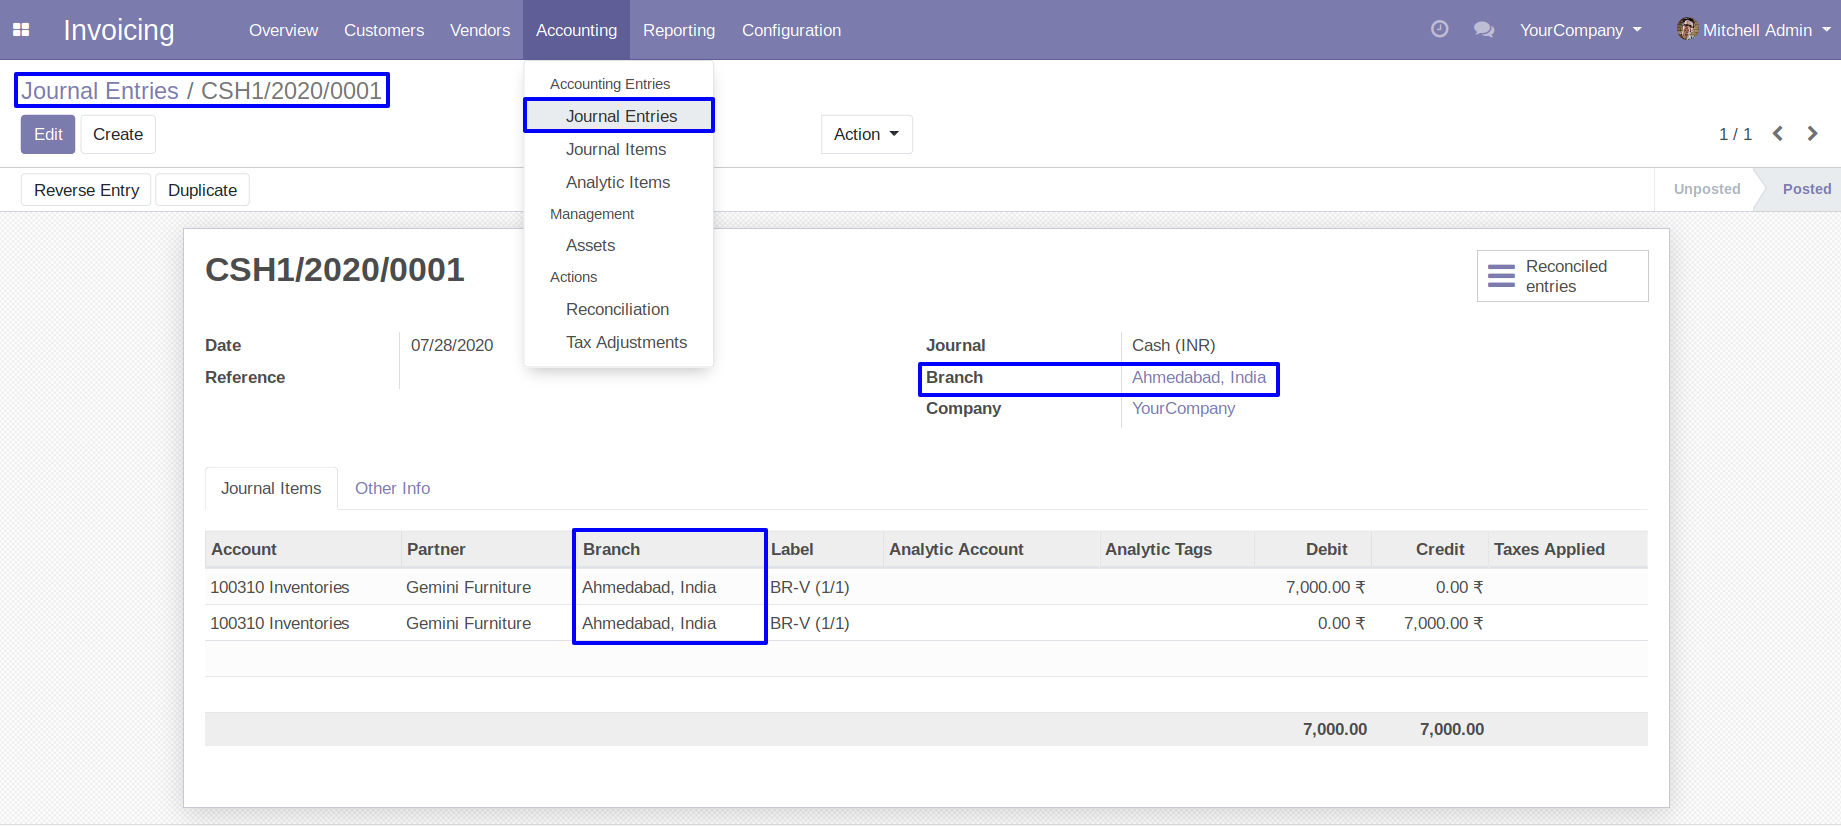 Invoicing Overview Customers Vendors Accounting Reporting Configuration YourCompany Mitchell Admin
Journal Entries / CSH1/2020/0001
Edit Create Action 1 / 1
Reverse Entry Duplicate Unposted Posted
Accounting Entries
Journal Entries
Journal Items
Analytic Items
Management
Assets
Actions
Reconciliation
Tax Adjustments
CSH1/2020/0001
Reconciled
entries
Date 07/28/2020
Reference
Journal Cash (INR)
Branch Ahmedabad, India
Company YourCompany
Journal Items Other Info
Account Partner Branch Label Analytic Account Analytic Tags Debit Credit Taxes Applied
100310 Inventories Gemini Furniture Ahmedabad, India BR-V (1/1) 7,000.00 ₹ 0.00 ₹
100310 Inventories Gemini Furniture Ahmedabad, India BR-V (1/1) 0.00 ₹ 7,000.00 ₹
7,000.00 7,000.00